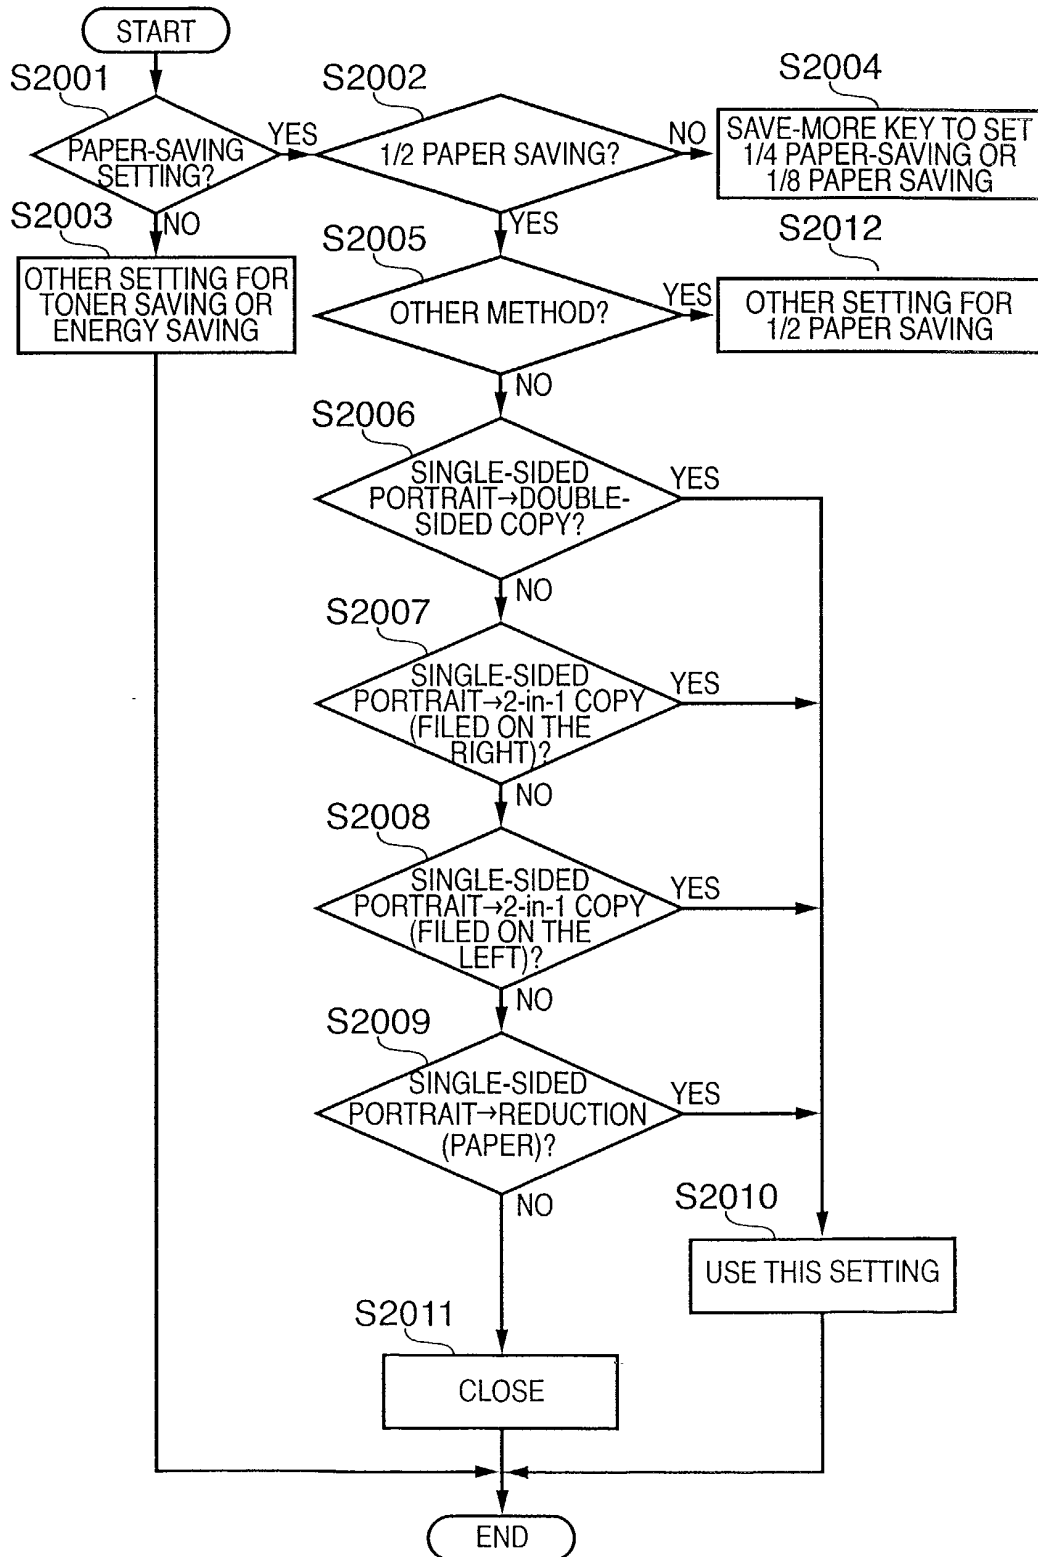 START
S2001
PAPER-SAVING
SETTING?
YES
NO
S2002
1/2 PAPER SAVING?
NO
YES
S2004
SAVE-MORE KEY TO SET
1/4 PAPER-SAVING OR
1/8 PAPER SAVING
S2003
OTHER SETTING FOR
TONER SAVING OR
ENERGY SAVING
S2005
OTHER METHOD?
YES
NO
S2012
OTHER SETTING FOR
1/2 PAPER SAVING
S2006
SINGLE-SIDED
PORTRAIT→DOUBLE-
SIDED COPY?
YES
NO
S2007
SINGLE-SIDED
PORTRAIT→2-in-1 COPY
(FILED ON THE
RIGHT)?
YES
NO
S2008
SINGLE-SIDED
PORTRAIT→2-in-1 COPY
(FILED ON THE
LEFT)?
YES
NO
S2009
SINGLE-SIDED
PORTRAIT→REDUCTION
(PAPER)?
YES
NO
S2010
USE THIS SETTING
S2011
CLOSE
END